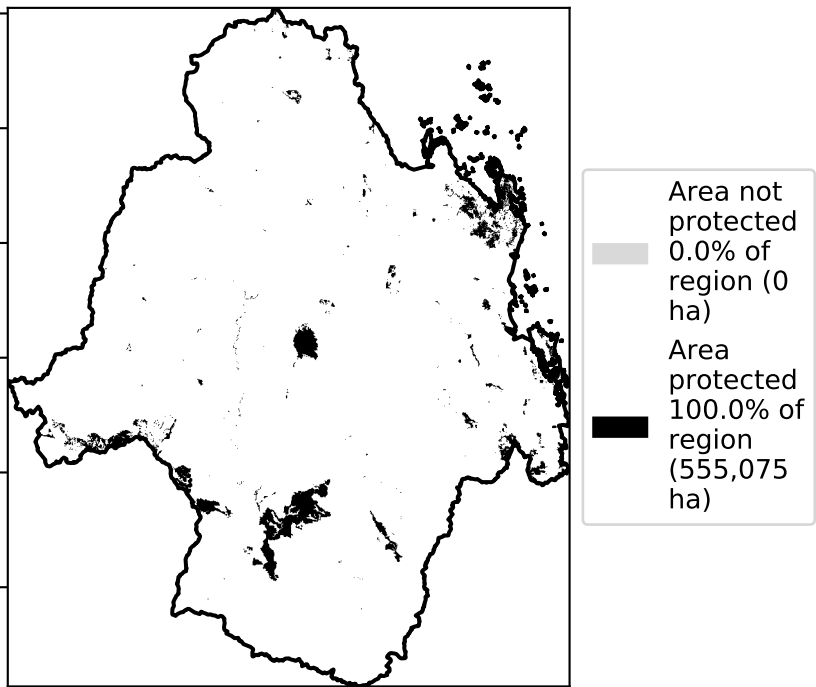 Area not
protected
0.0% of
region (0
ha)
Area
protected
100.0% of
region
(555,075
ha)